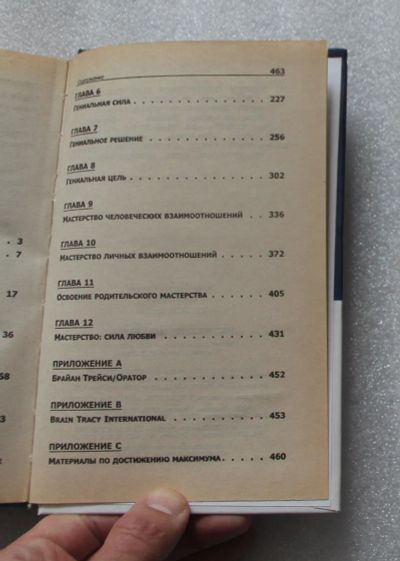 Содержание 463
ГЛАВА 6
ГЕНИАЛЬНАЯ СИЛА . . . . . . . . . . . . . . 227
ГЛАВА 7
ГЕНИАЛЬНОЕ РЕШЕНИЕ . . . . . . . . . . . . 256
ГЛАВА 8
ГЕНИАЛЬНАЯ ЦЕЛЬ . . . . . . . . . . . . . . 302
ГЛАВА 9
МАСТЕРСТВО ЧЕЛОВЕЧЕСКИХ ВЗАИМООТНОШЕНИЙ . . 336
ГЛАВА 10
МАСТЕРСТВО ЛИЧНЫХ ВЗАИМООТНОШЕНИЙ . . . . . 372
ГЛАВА 11
ОСВОЕНИЕ РОДИТЕЛЬСКОГО МАСТЕРСТВА . . . . . 405
ГЛАВА 12
МАСТЕРСТВО: СИЛА ЛЮБВИ . . . . . . . . . . 431
ПРИЛОЖЕНИЕ A
БРАЙАН ТРЕЙСИ/ОРАТОР . . . . . . . . . . . 452
ПРИЛОЖЕНИЕ B
BRAIN TRACY INTERNATIONAL . . . . . . . . . 453
ПРИЛОЖЕНИЕ C
МАТЕРИАЛЫ ПО ДОСТИЖЕНИЮ МАКСИМУМА . . . . . 460
. 3
. 7
17
36